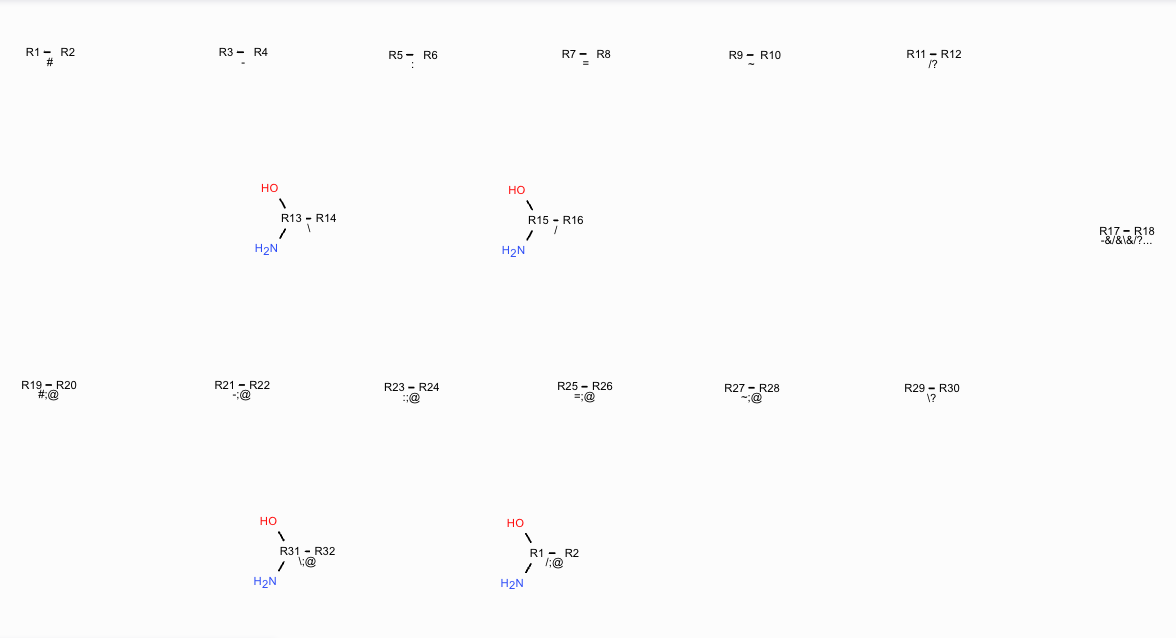 R1 R2
#
R3 R4
-
R5 R6
:
R7 R8
=
R9 R10
~
R11 R12
/?
HO
R13 R14
\
H2N
HO
R15 R16
/
H2N
R17 R18
-&/&\&/?...
R19 R20
#;@
R21 R22
-;@
R23 R24
:;@
R25 R26
=;@
R27 R28
~;@
R29 R30
\?
HO
R31 R32
\;@
H2N
HO
R1 R2
/;@
H2N